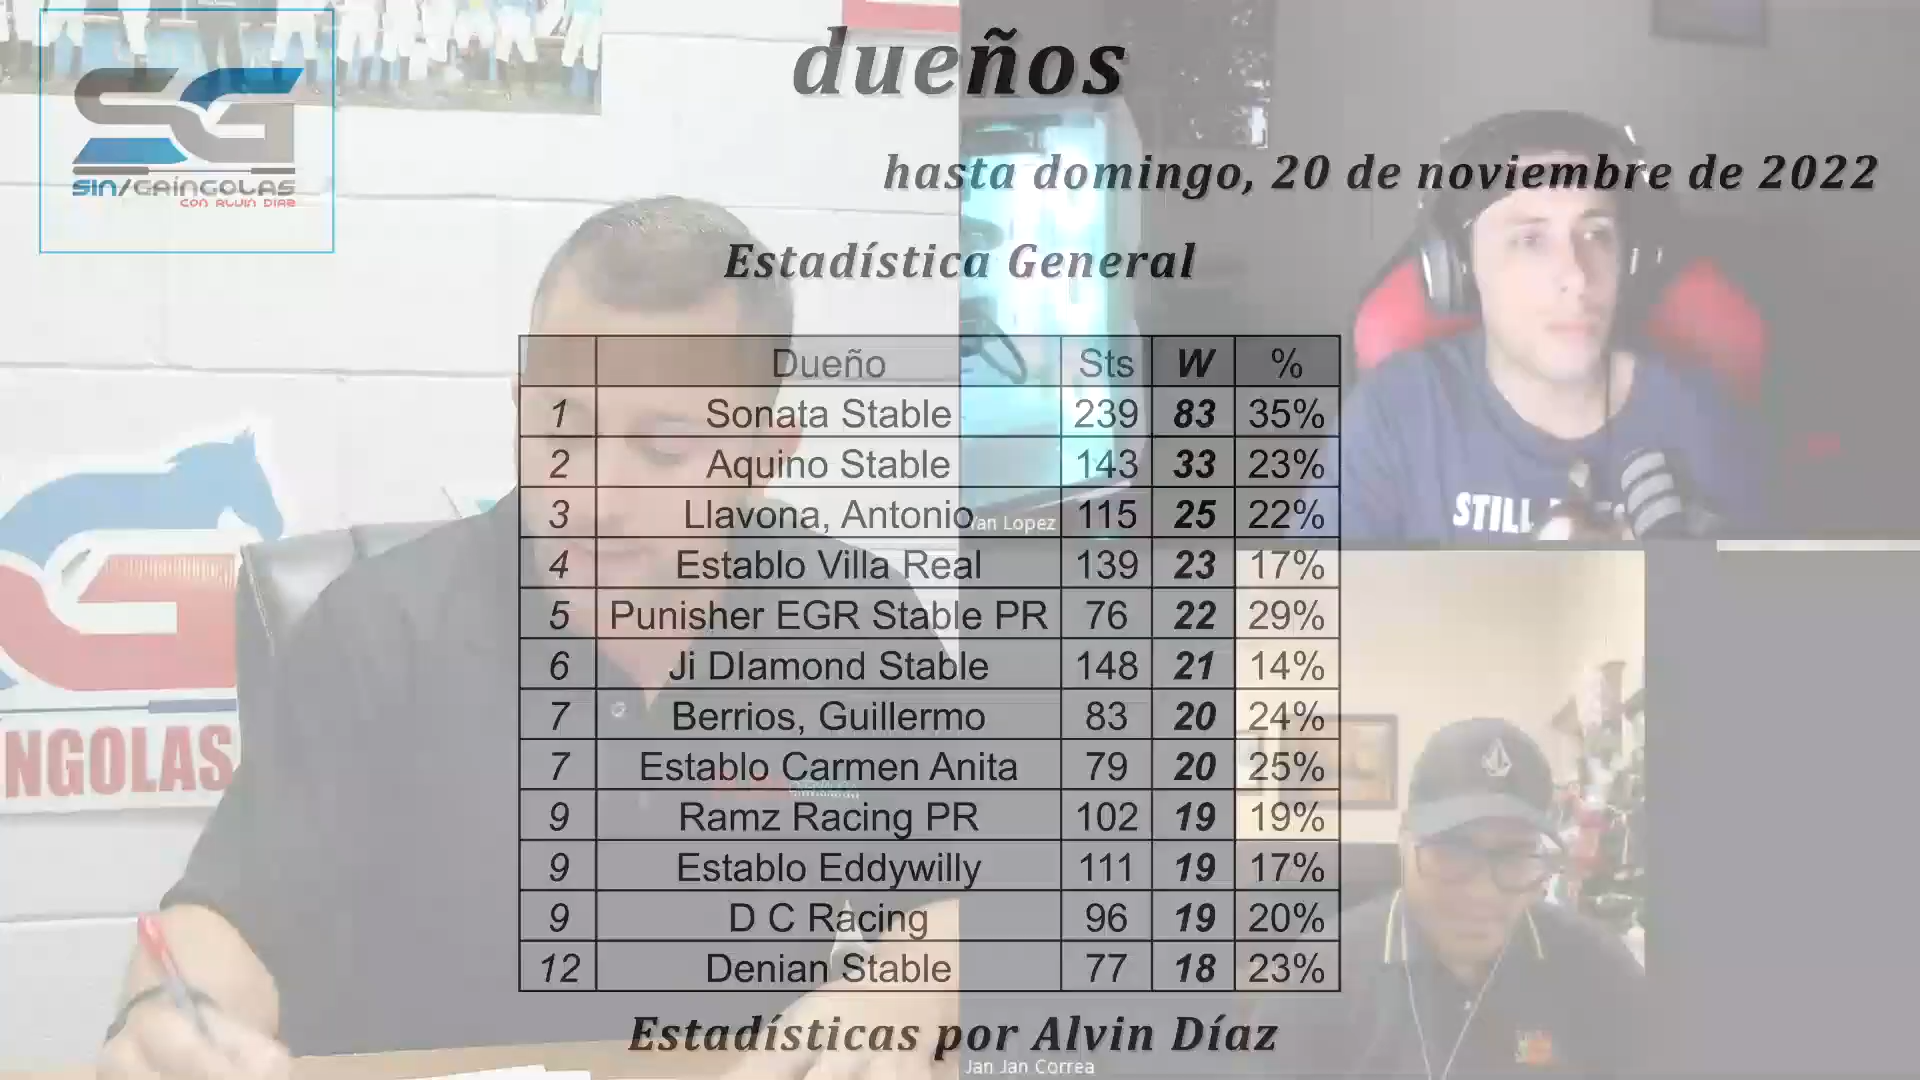 dueños
SG
SIN/GRÍNGOLAS
CON ALVIN DÍAZ
hasta domingo, 20 de noviembre de 2022
Estadística General
Dueño Sts W %
1 Sonata Stable 239 83 35%
2 Aquino Stable 143 33 23%
3 Llavona, Antonio 115 25 22%
Yan Lopez
STILL
4 Establo Villa Real 139 23 17%
5 Punisher EGR Stable PR 76 22 29%
6 Ji DIamond Stable 148 21 14%
7 Berrios, Guillermo 83 20 24%
NGOLAS
7 Establo Carmen Anita 79 20 25%
9 Ramz Racing PR 102 19 19%
9 Establo Eddywilly 111 19 17%
9 D C Racing 96 19 20%
12 Denian Stable 77 18 23%
Estadísticas por Alvin Díaz
Jan Jan Correa